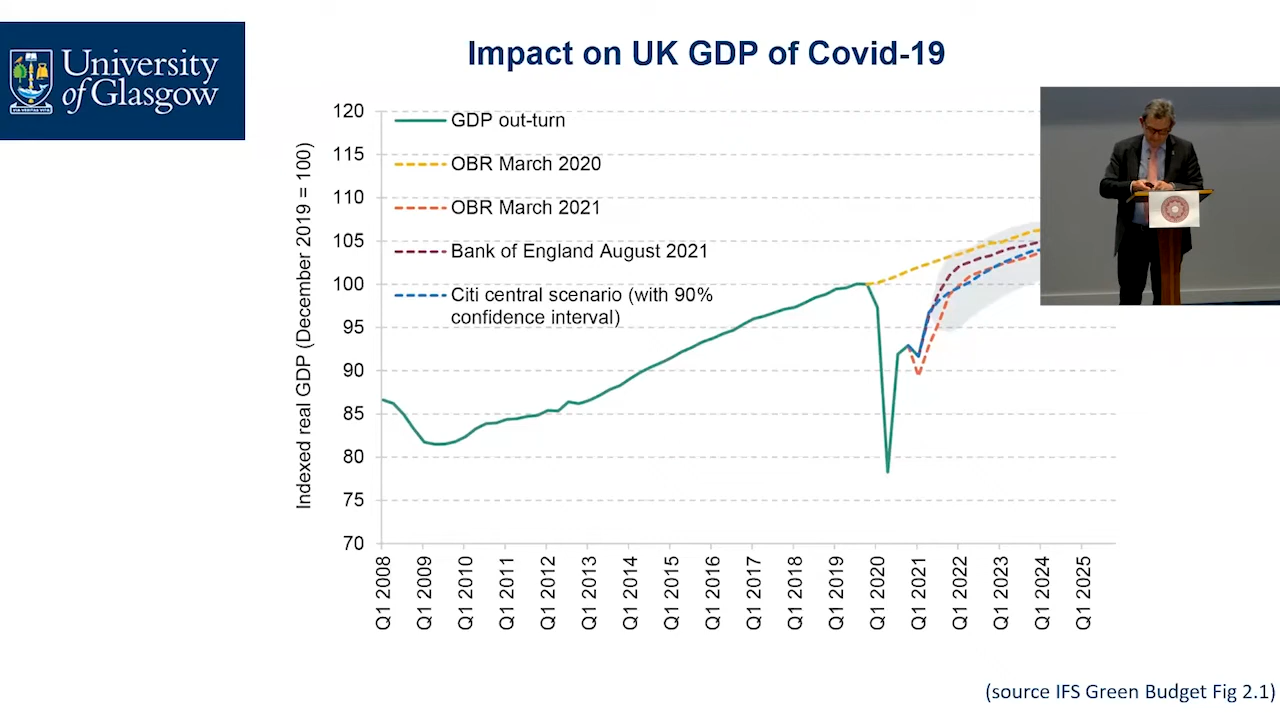 University
of Glasgow
Impact on UK GDP of Covid-19
Indexed real GDP (December 2019 = 100)
120
115
110
105
100
95
90
85
80
75
70
GDP out-turn
OBR March 2020
OBR March 2021
Bank of England August 2021
Citi central scenario (with 90%
confidence interval)
Q1 2008
Q1 2009
Q1 2010
Q1 2011
Q1 2012
Q1 2013
Q1 2014
Q1 2015
Q1 2016
Q1 2017
Q1 2018
Q1 2019
Q1 2020
Q1 2021
Q1 2022
Q1 2023
Q1 2024
Q1 2025
(source IFS Green Budget Fig 2.1)